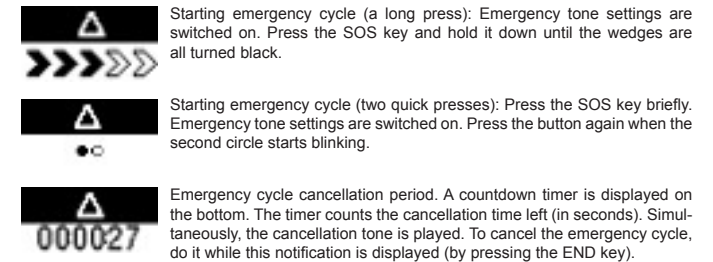 Starting emergency cycle (a long press): Emergency tone settings are
switched on. Press the SOS key and hold it down until the wedges are
all turned black.
Starting emergency cycle (two quick presses): Press the SOS key briefly.
Emergency tone settings are switched on. Press the button again when the
second circle starts blinking.
000027
Emergency cycle cancellation period. A countdown timer is displayed on
the bottom. The timer counts the cancellation time left (in seconds). Simul-
taneously, the cancellation tone is played. To cancel the emergency cycle,
do it while this notification is displayed (by pressing the END key).